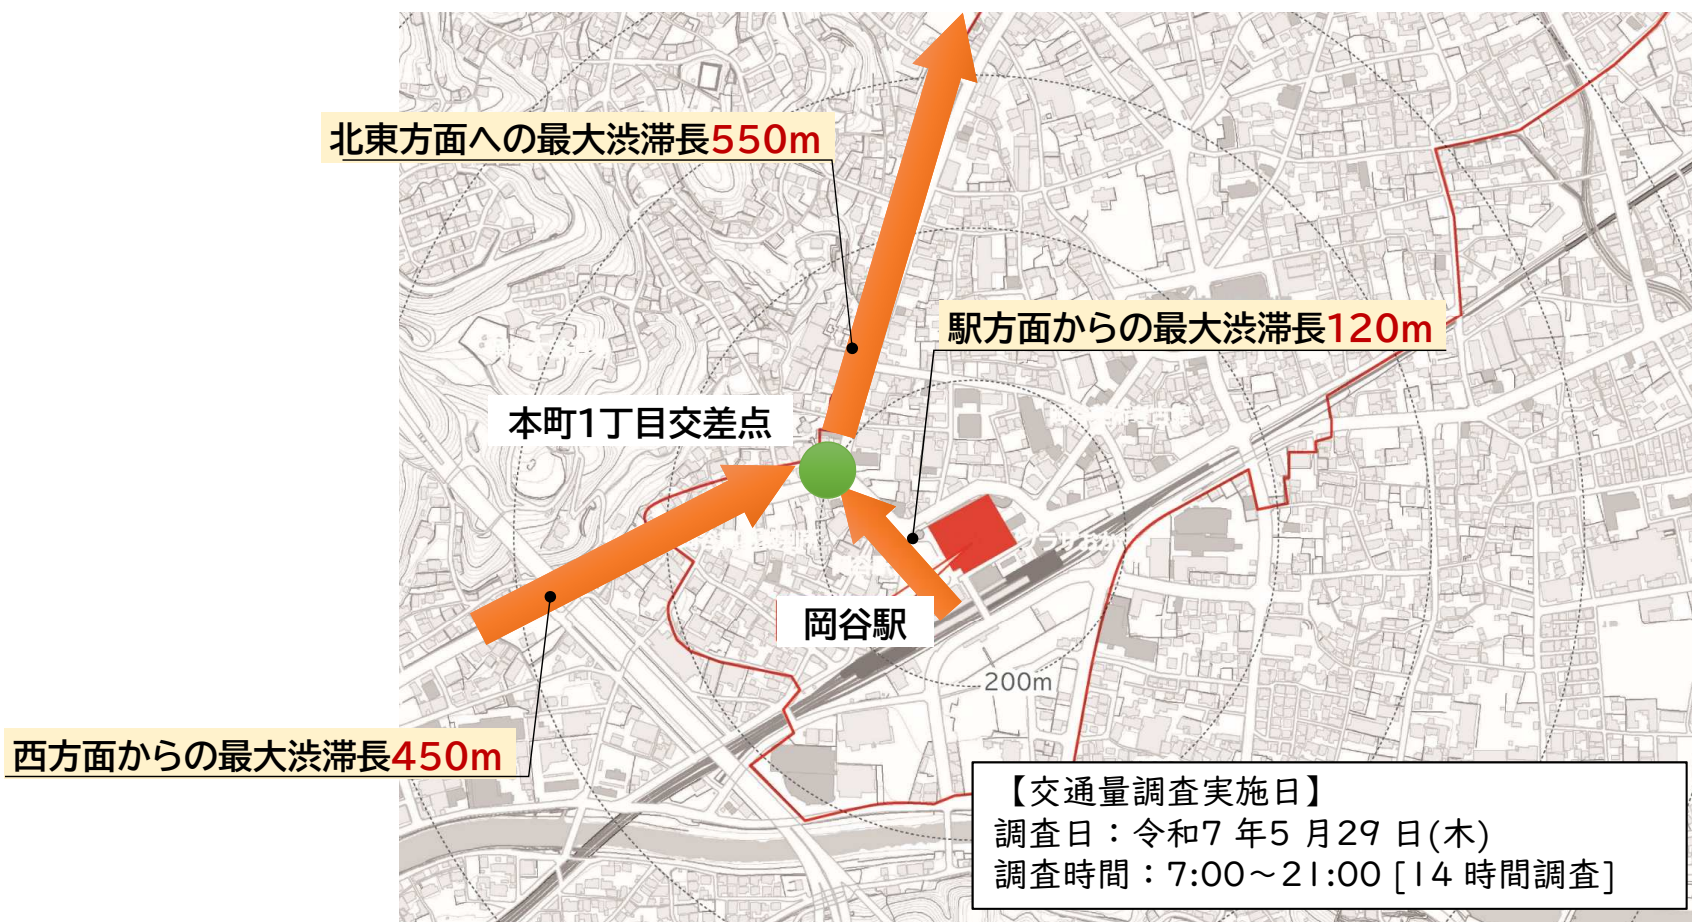 北東方面への最大渋滞長550m
駅方面からの最大渋滞長120m
本町1丁目交差点
岡谷駅
200m
西方面からの最大渋滞長450m
【交通量調査実施日】
調査日：令和7 年5 月29 日(木)
調査時間：7:00～21:00 [14 時間調査]